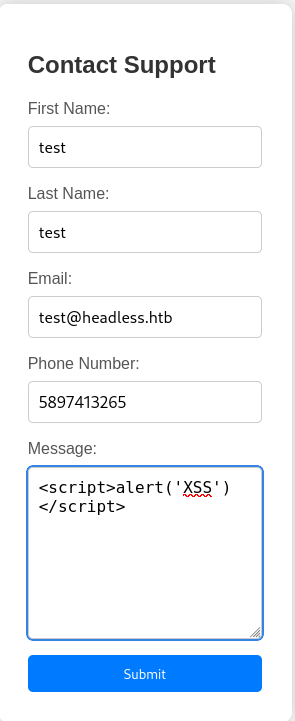 Contact Support
First Name:
test
Last Name:
test
Email:
test@headless.htb
Phone Number:
5897413265
Message:
<script>alert('XSS')
</script>
Submit